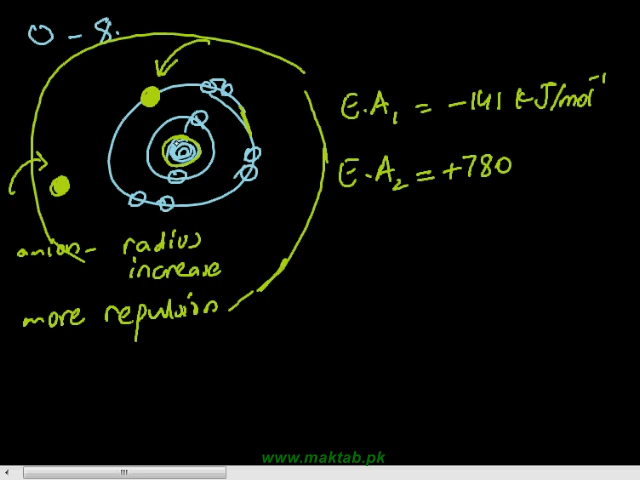 O - 8.
E.A1 = -141 kJ/mol-1
E.A2 = +780
anion- radius
increase
more repulsion
www.maktab.pk